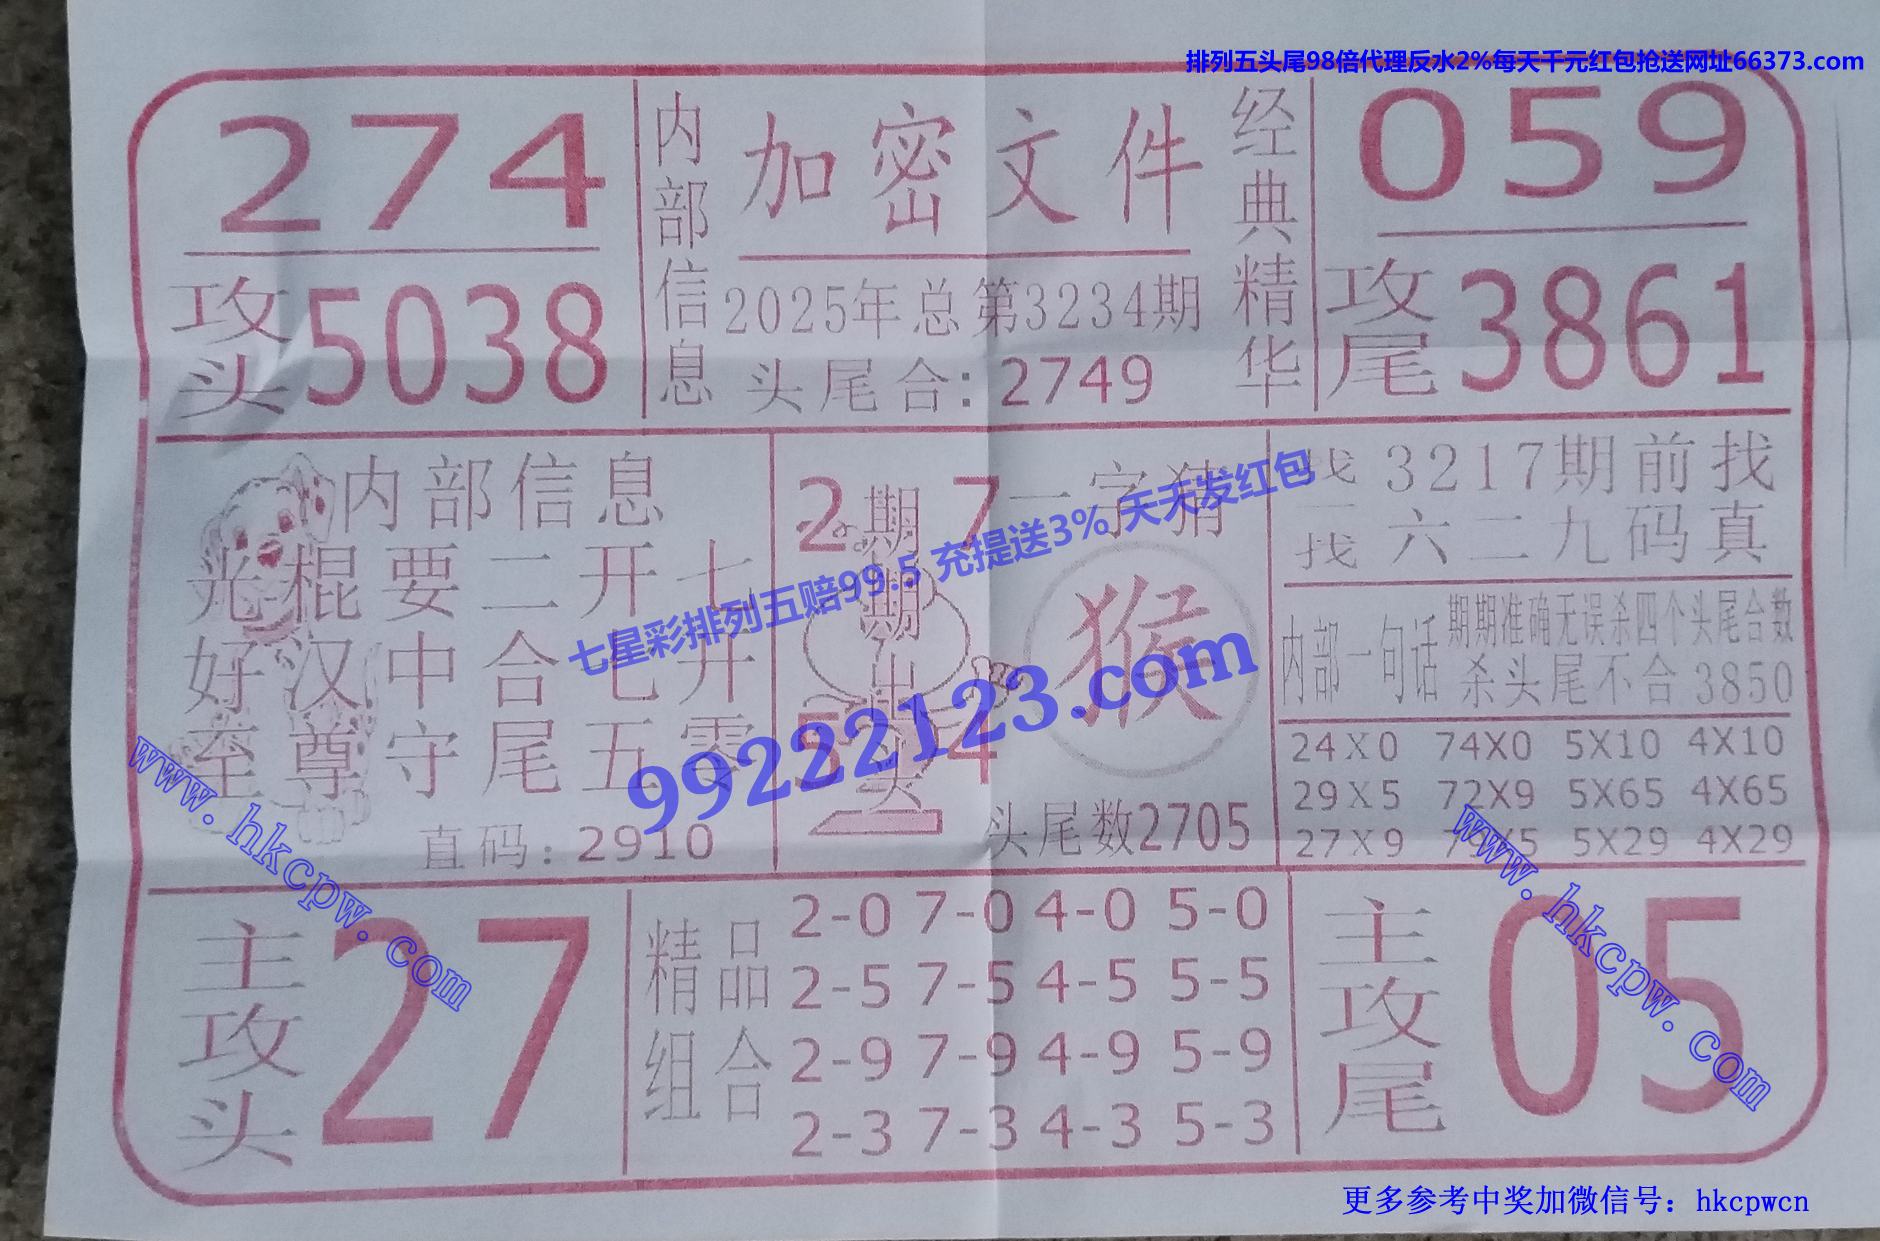 排列五头尾98倍代理反水2%每天千元红包抢送网址66373.com
274
攻头5038
内部信息
加密文件
2025年总第3234期
头尾合:2749
经典精华
059
攻尾3861
内部信息
光棍要二开七
好汉中合七开
至尊守尾五零
直码:2910
2 7
期期中头
5 4
一字猜
猴
头尾数2705
找一找
3217期前找
六二九码真
内部一句话
期期准确无误杀四个头尾合数
杀头尾不合3850
24X0 74X0 5X10 4X10
29X5 72X9 5X65 4X65
27X9 79X5 5X29 4X29
七星彩排列五赔99.5 充提送3% 天天发红包
99222123.com
www.hkcpw.com
www.hkcpw.com
主攻头
27
精品组合
2-0 7-0 4-0 5-0
2-5 7-5 4-5 5-5
2-9 7-9 4-9 5-9
2-3 7-3 4-3 5-3
主攻尾
05
更多参考中奖加微信号：hkcpwcn